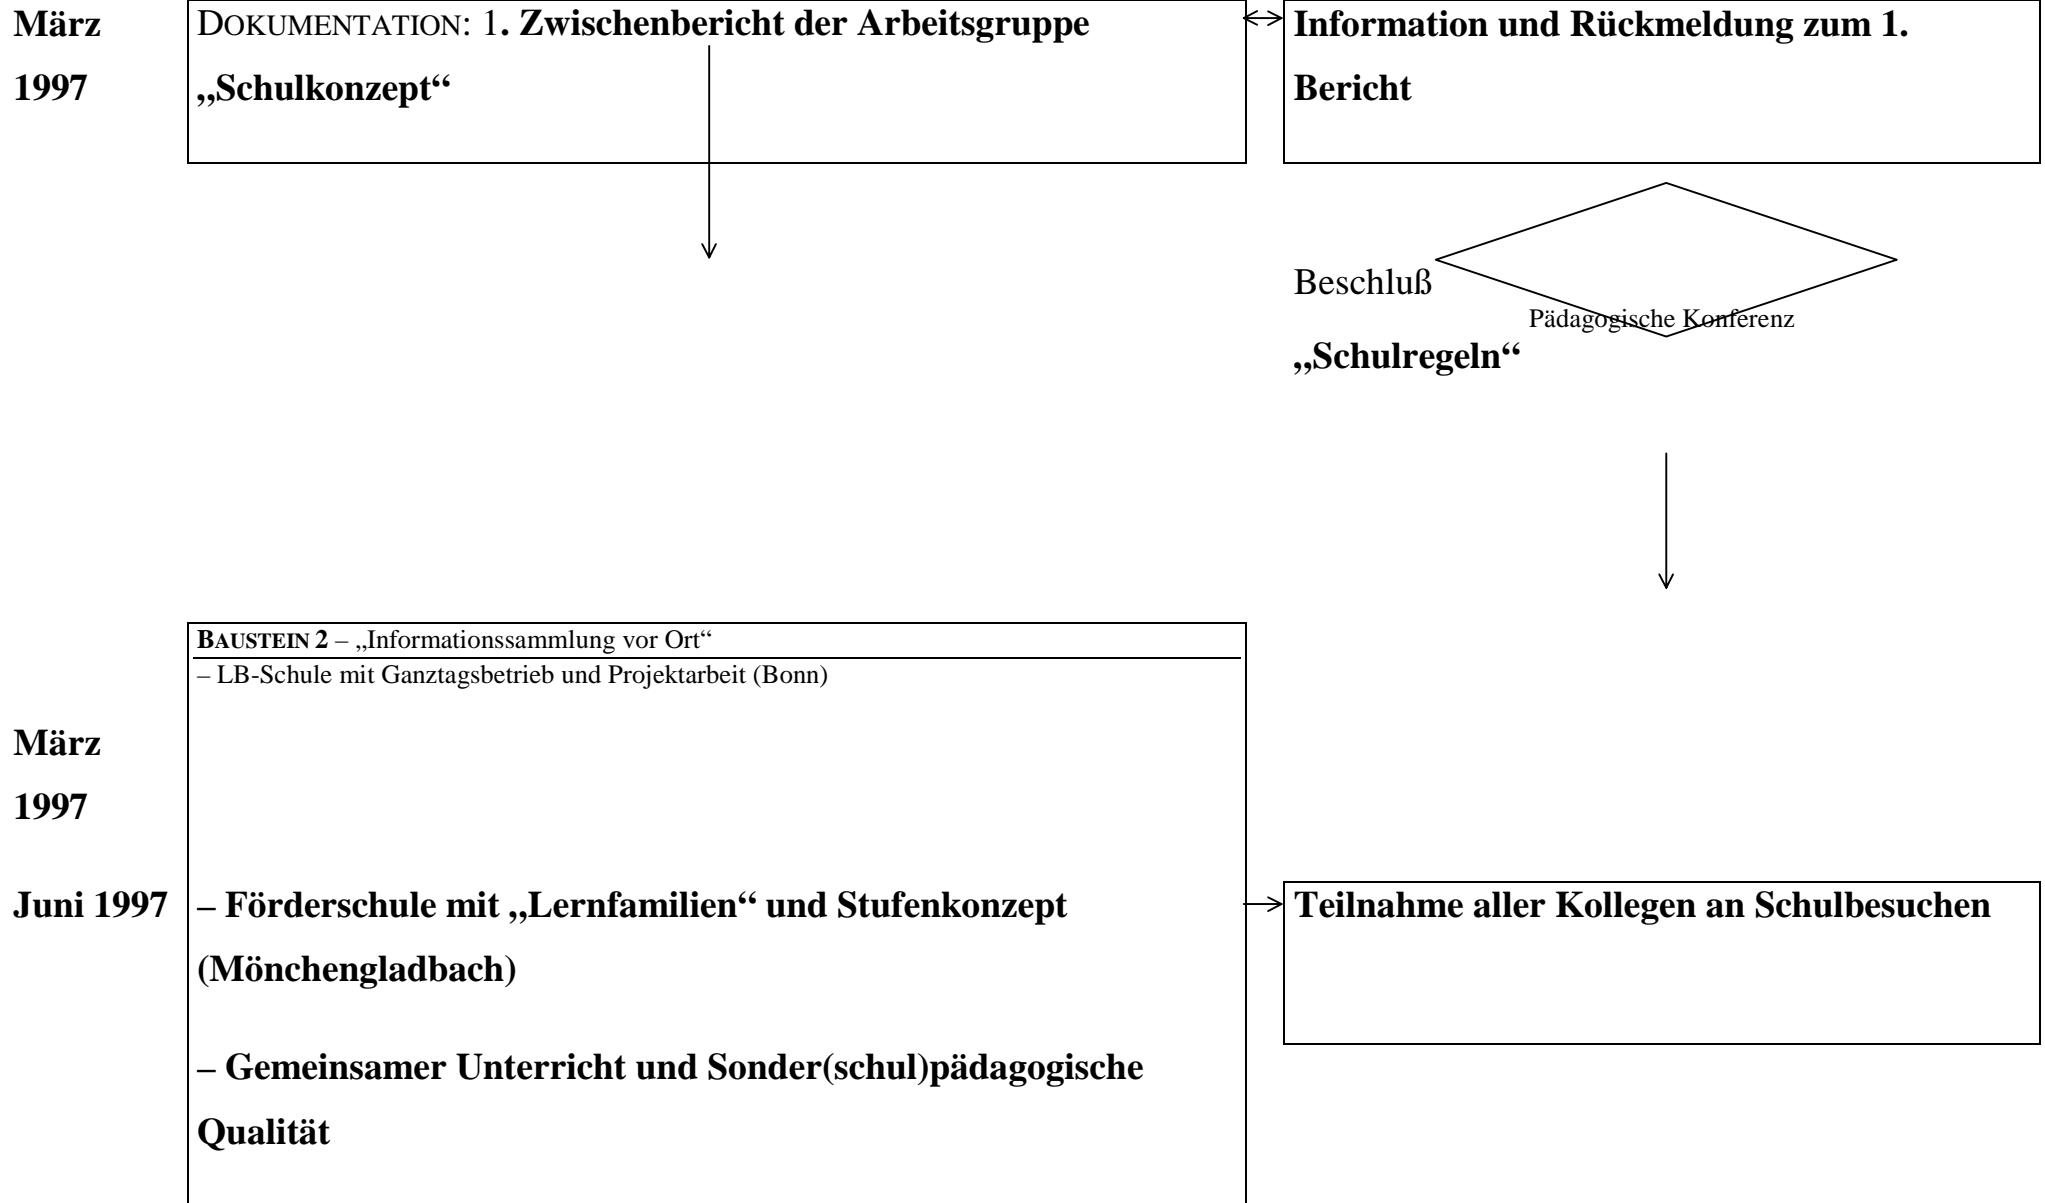 März
1997
DOKUMENTATION: 1. Zwischenbericht der Arbeitsgruppe
„Schulkonzept“
Information und Rückmeldung zum 1.
Bericht
Beschluß
Pädagogische Konferenz
„Schulregeln“
BAUSTEIN 2 – „Informationssammlung vor Ort“
– LB-Schule mit Ganztagsbetrieb und Projektarbeit (Bonn)
März
1997
Juni 1997
– Förderschule mit „Lernfamilien“ und Stufenkonzept
(Mönchengladbach)
Teilnahme aller Kollegen an Schulbesuchen
– Gemeinsamer Unterricht und Sonder(schul)pädagogische
Qualität